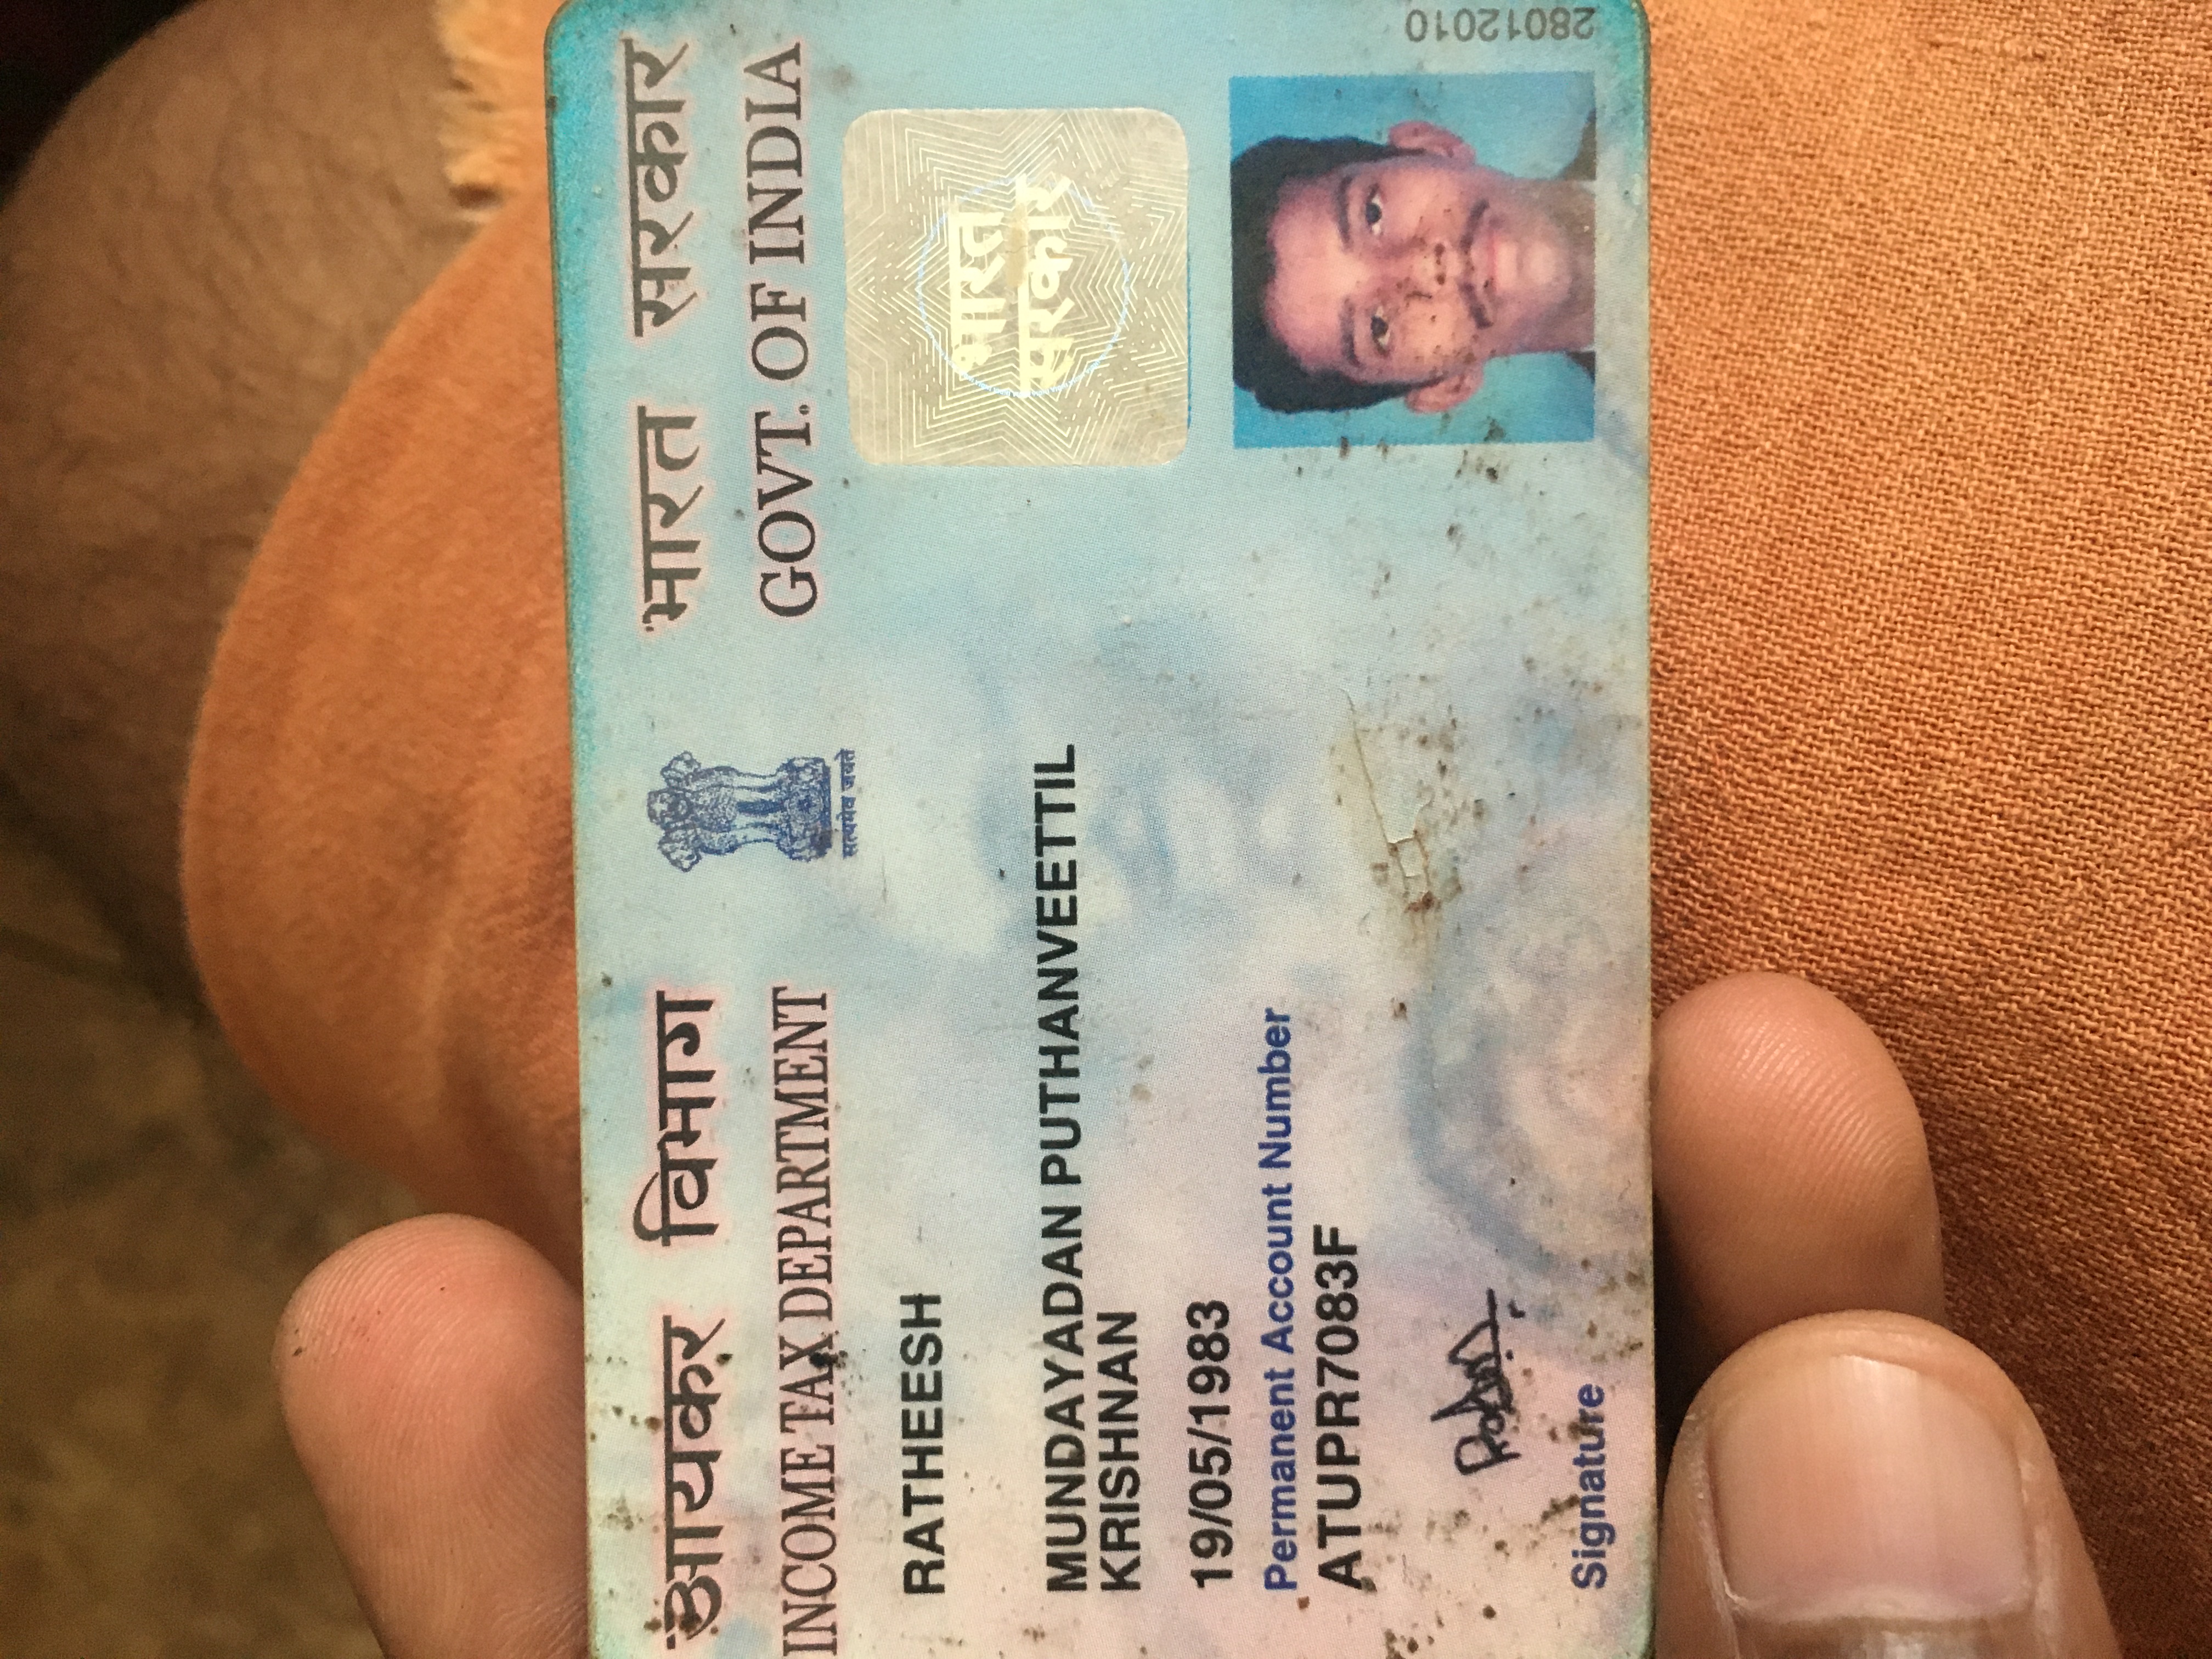 आयकर विभाग
INCOME TAX DEPARTMENT
सत्यमेव जयते
भारत सरकार
GOVT. OF INDIA
RATHEESH
MUNDAYADAN PUTHANVEETTIL
KRISHNAN
19/05/1983
Permanent Account Number
ATUPR7083F
Signature
भारत
सरकार
28012010